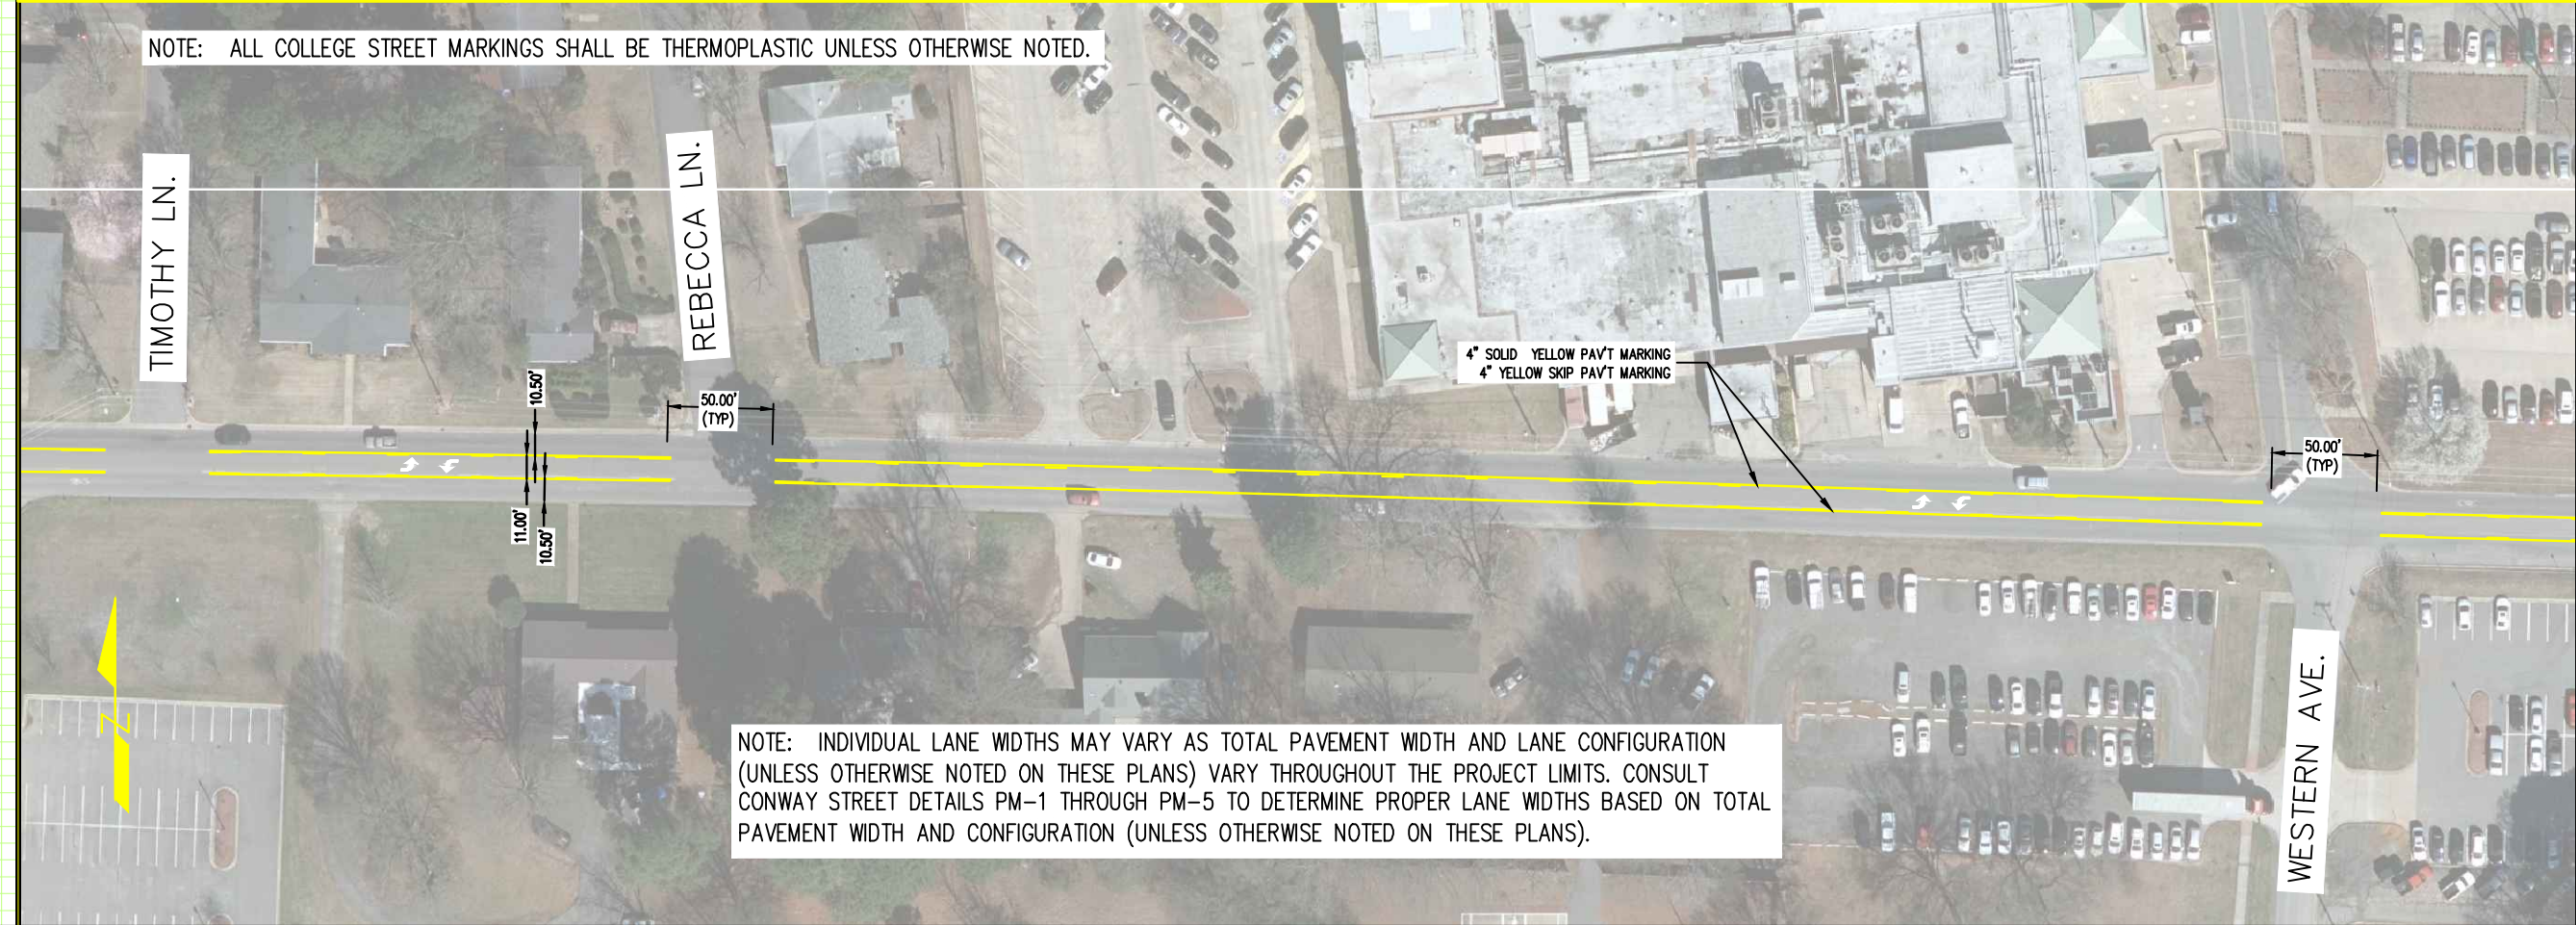 NOTE: ALL COLLEGE STREET MARKINGS SHALL BE THERMOPLASTIC UNLESS OTHERWISE NOTED.
TIMOTHY LN.
REBECCA LN.
10.50'
50.00'
(TYP)
11.00'
10.50'
4" SOLID YELLOW PAV'T MARKING
4" YELLOW SKIP PAV'T MARKING
50.00'
(TYP)
Z
NOTE: INDIVIDUAL LANE WIDTHS MAY VARY AS TOTAL PAVEMENT WIDTH AND LANE CONFIGURATION
(UNLESS OTHERWISE NOTED ON THESE PLANS) VARY THROUGHOUT THE PROJECT LIMITS. CONSULT
CONWAY STREET DETAILS PM-1 THROUGH PM-5 TO DETERMINE PROPER LANE WIDTHS BASED ON TOTAL
PAVEMENT WIDTH AND CONFIGURATION (UNLESS OTHERWISE NOTED ON THESE PLANS).
WESTERN AVE.